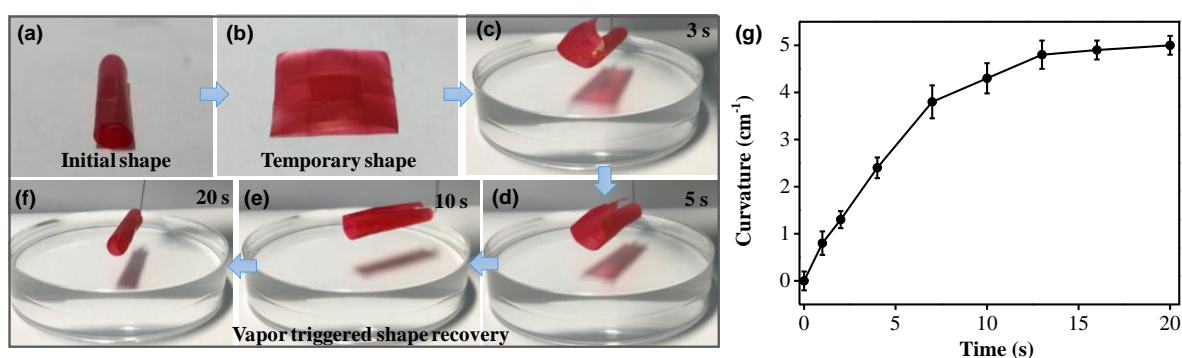 (a)
Initial shape
(b)
Temporary shape
(c)
3 s
(f)
20 s
(e)
10 s
(d)
5 s
Vapor triggered shape recovery
(g)
Curvature (cm⁻¹)
5
4
3
2
1
0
0
5
10
15
20
Time (s)